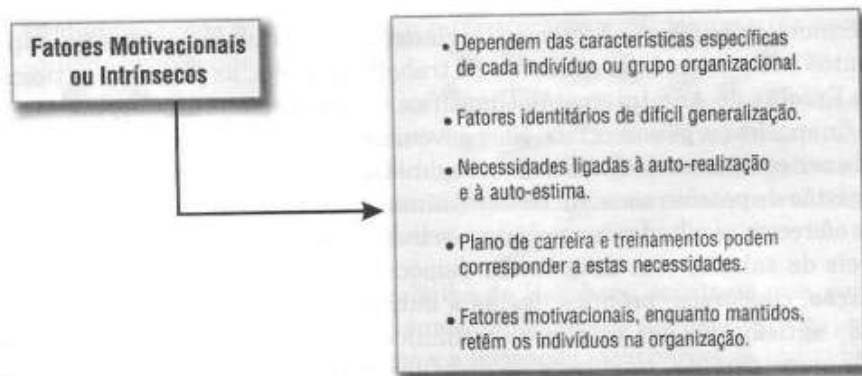 Fatores Motivacionais
ou Intrínsecos
• Dependem das características específicas
de cada indivíduo ou grupo organizacional.
• Fatores identitários de difícil generalização.
• Necessidades ligadas à auto-realização
e à auto-estima.
• Plano de carreira e treinamentos podem
corresponder a estas necessidades.
• Fatores motivacionais, enquanto mantidos,
retêm os indivíduos na organização.